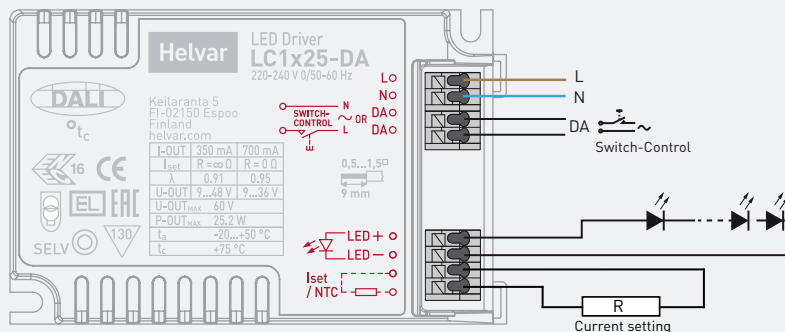 Helvar
LED Driver
LC1x25-DA
220-240 V 0/50-60 Hz
DALI
tc
Keilaranta 5
FI-02150 Espoo
Finland
helvar.com
16
CE
EL
EAC
SELV
130
I-OUT 350 mA 700 mA
Iset R = ∞ Ω R = 0 Ω
λ 0.91 0.95
U-OUT 9...48 V 9...36 V
U-OUTMAX 60 V
P-OUTMAX 25.2 W
ta -20...+50 °C
tc +75 °C
SWITCH-
CONTROL
N
L
~ OR
L
N
DA
DA
0,5...1,5□
9 mm
LED +
LED –
Iset
/ NTC
L
N
DA ~
Switch-Control
R
Current setting